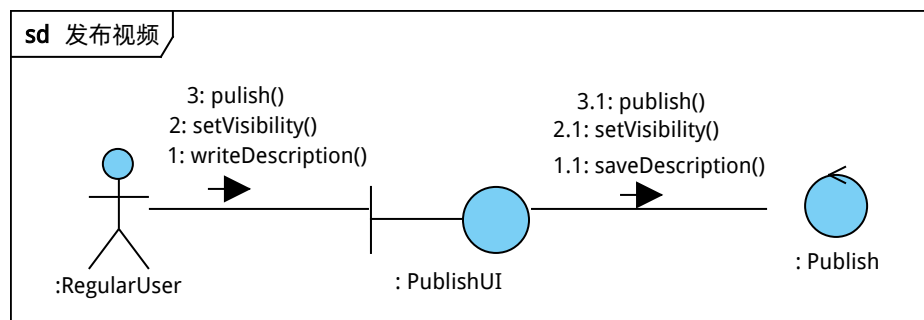 sd 发布视频
3: pulish()
2: setVisibility()
1: writeDescription()
3.1: publish()
2.1: setVisibility()
1.1: saveDescription()
:RegularUser
: PublishUI
: Publish